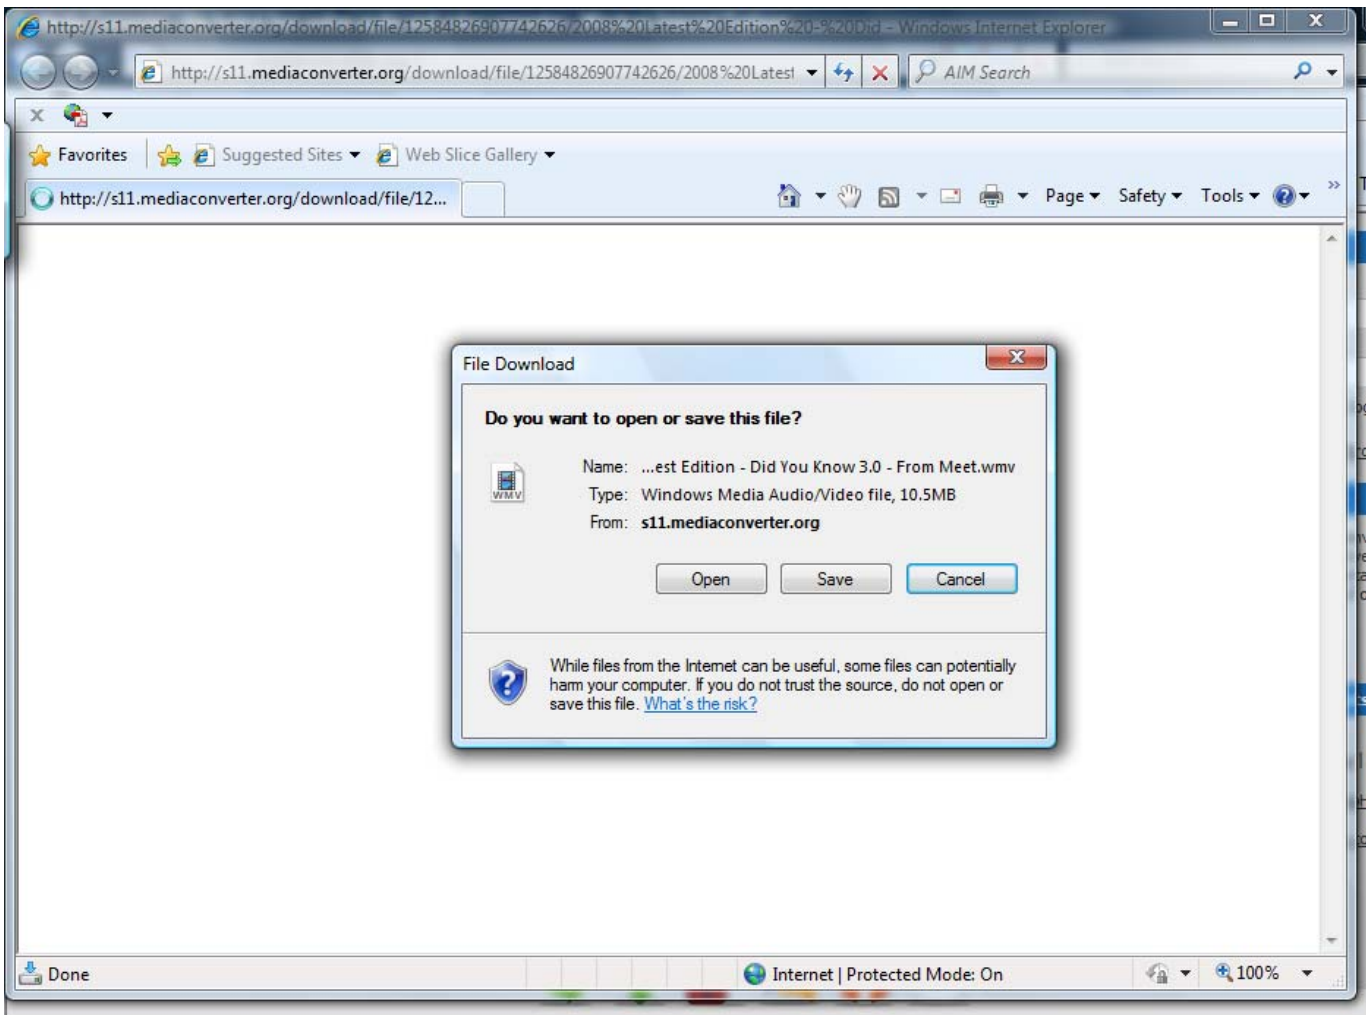 http://s11.mediaconverter.org/download/file/12584826907742626/2008%20Latest%20Edition%20-%20Did - Windows Internet Explorer
http://s11.mediaconverter.org/download/file/12584826907742626/2008%20Latest
AIM Search
x
Favorites Suggested Sites Web Slice Gallery
http://s11.mediaconverter.org/download/file/12... Page Safety Tools »
File Download
Do you want to open or save this file?
Name: ...est Edition - Did You Know 3.0 - From Meet.wmv
WMV
Type: Windows Media Audio/Video file, 10.5MB
From: s11.mediaconverter.org
Open Save Cancel
While files from the Internet can be useful, some files can potentially
harm your computer. If you do not trust the source, do not open or
save this file. What's the risk?
Done Internet | Protected Mode: On 100%